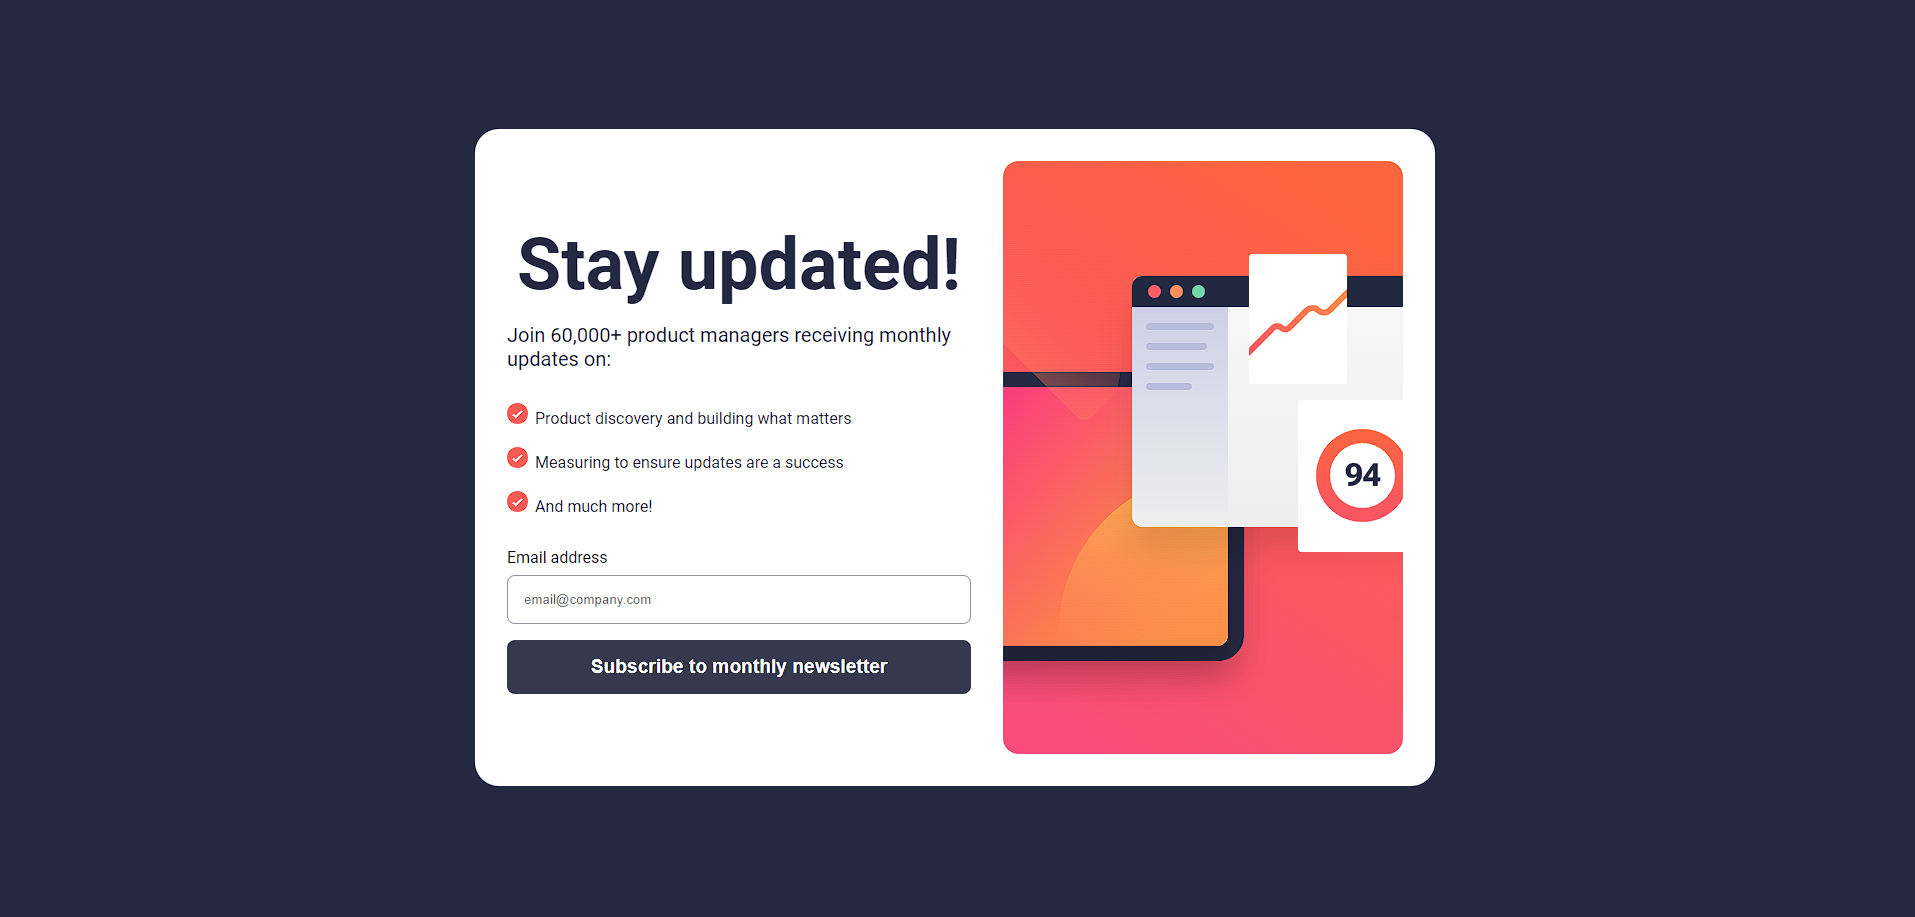 Stay updated!
Join 60,000+ product managers receiving monthly
updates on:
Product discovery and building what matters
Measuring to ensure updates are a success
And much more!
Email address
email@company.com
Subscribe to monthly newsletter
94